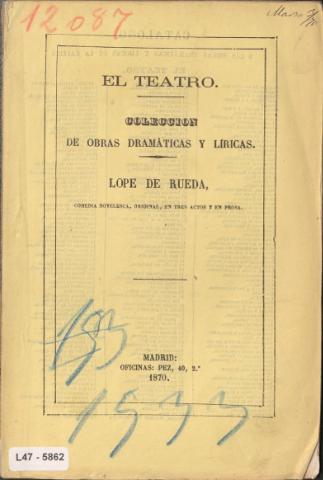 12087
EL TEATRO.
COLECCION
DE OBRAS DRAMÁTICAS Y LÍRICAS.
LOPE DE RUEDA,
COMEDIA NOVELESCA, ORIGINAL, EN TRES ACTOS Y EN PROSA.
MADRID:
OFICINAS: PEZ, 40, 2.º
1870.
1933
L47 - 5862